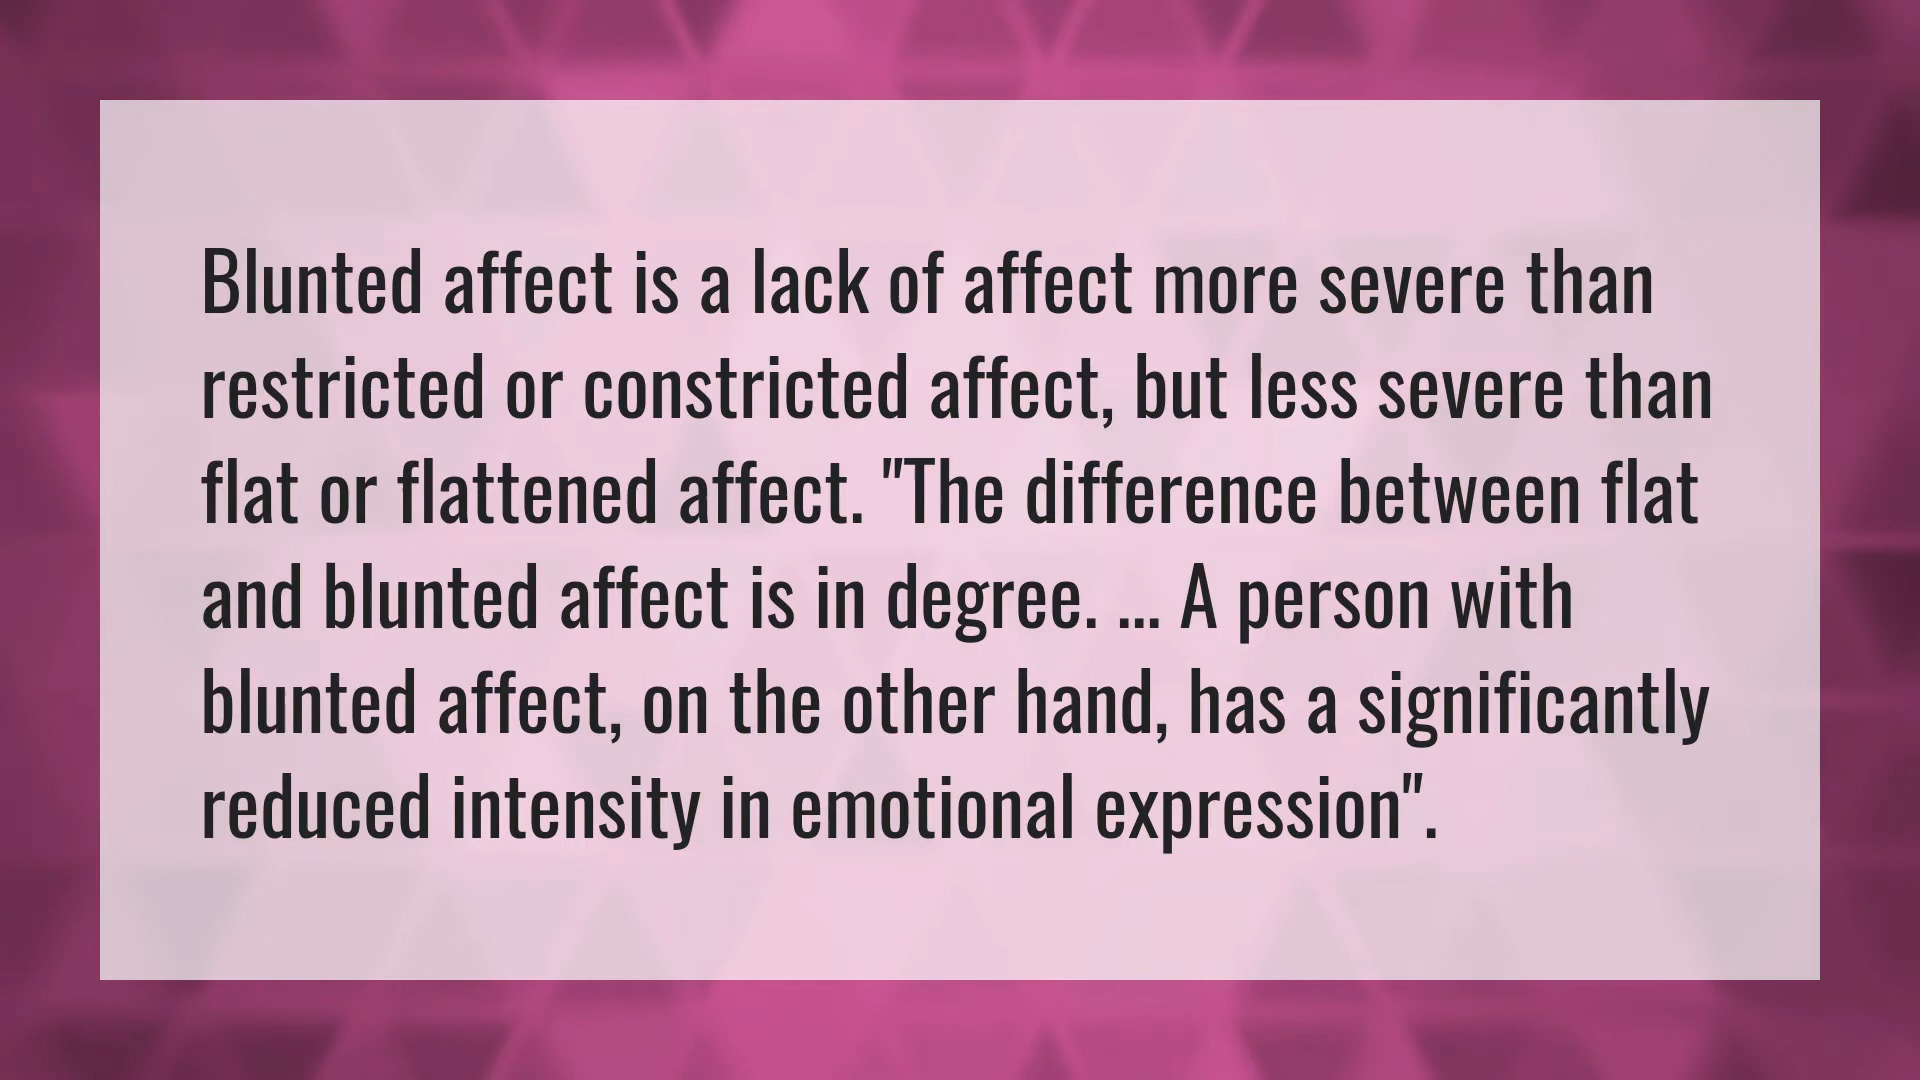 Blunted affect is a lack of affect more severe than
restricted or constricted affect, but less severe than
flat or flattened affect. "The difference between flat
and blunted affect is in degree. ... A person with
blunted affect, on the other hand, has a significantly
reduced intensity in emotional expression".